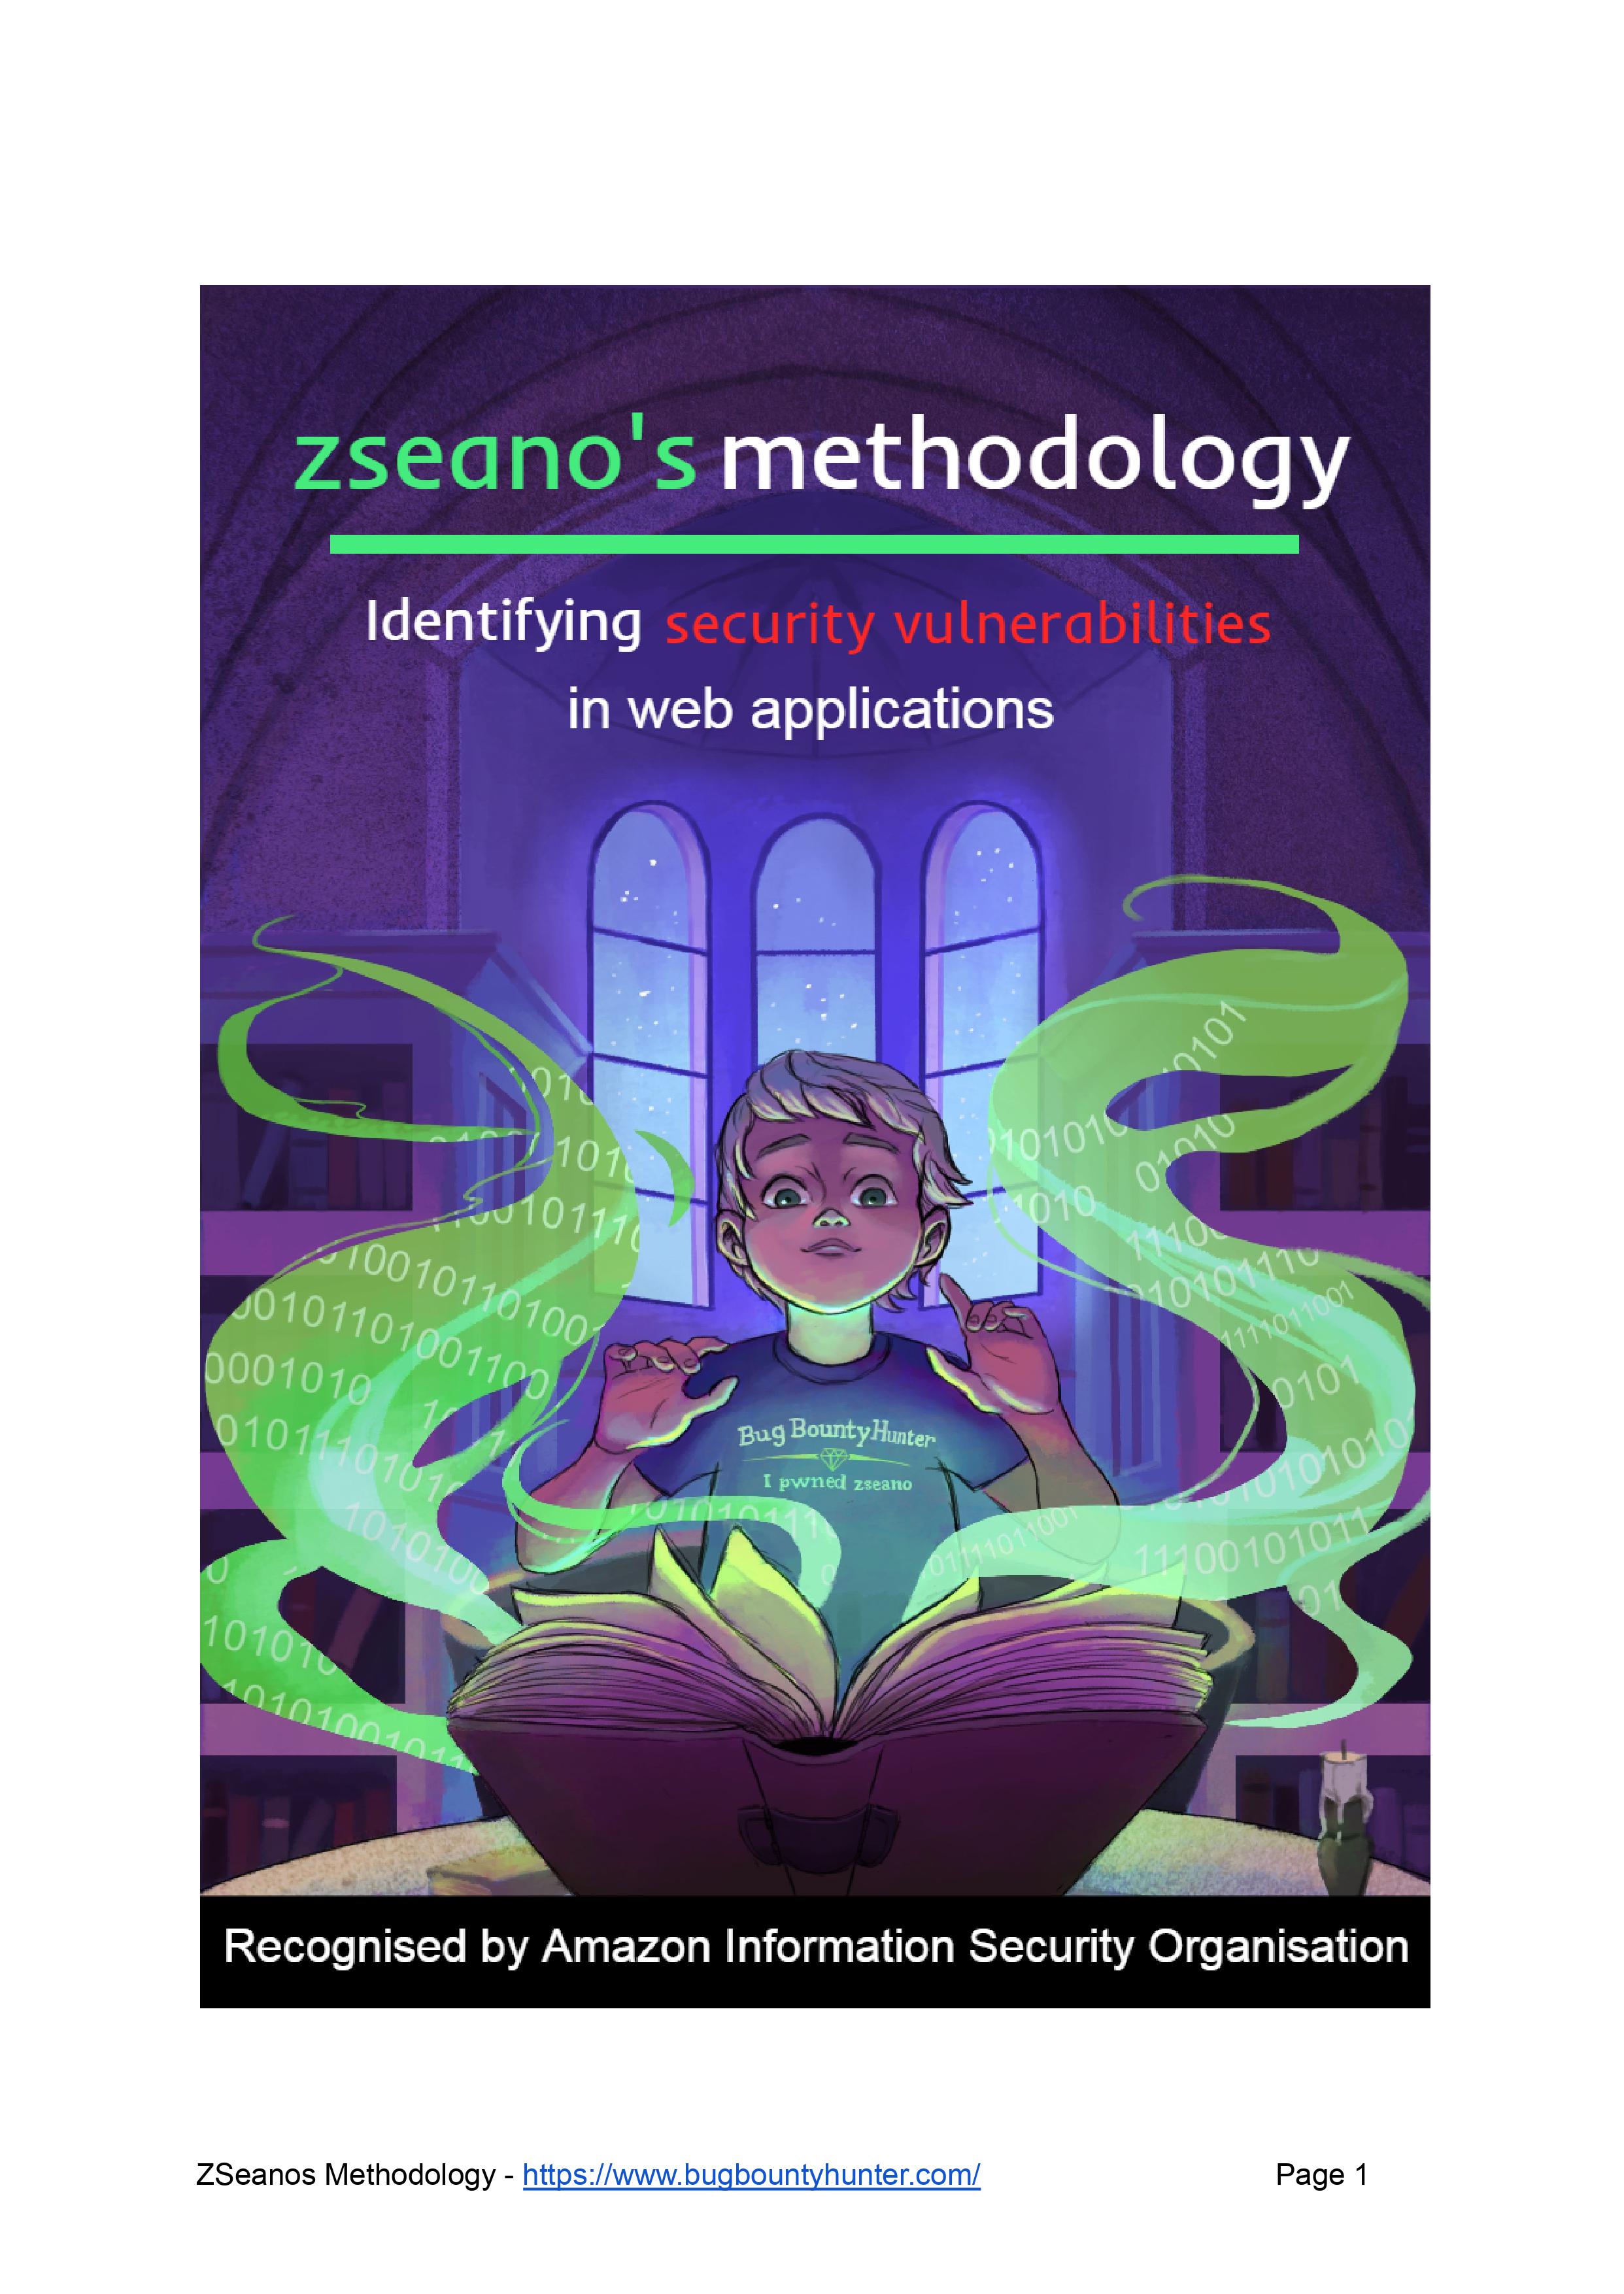 zseano's methodology
Identifying security vulnerabilities
in web applications
Bug BountyHunter
I pwned zseano
Recognised by Amazon Information Security Organisation
ZSeanos Methodology - https://www.bugbountyhunter.com/ Page 1